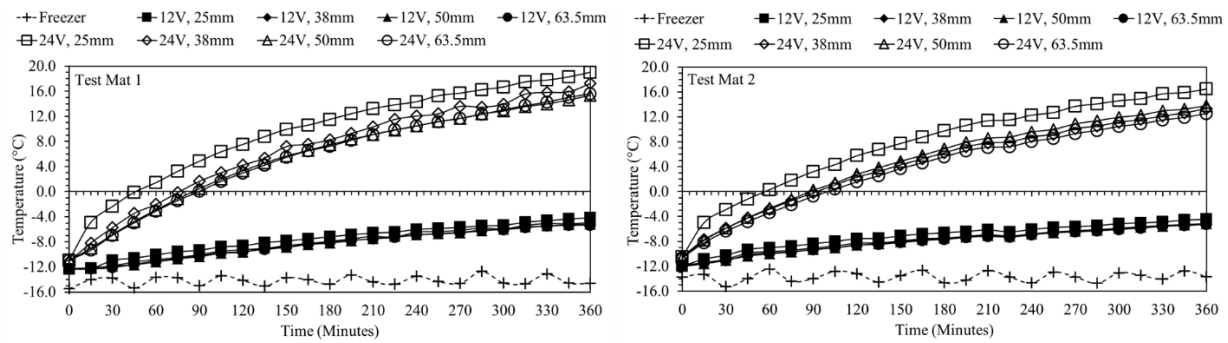 Freezer 12V, 25mm 12V, 38mm 12V, 50mm 12V, 63.5mm
24V, 25mm 24V, 38mm 24V, 50mm 24V, 63.5mm
Test Mat 1
20.0
16.0
12.0
8.0
4.0
0.0
-4.0
-8.0
-12.0
-16.0
Temperature (°C)
0 30 60 90 120 150 180 210 240 270 300 330 360
Time (Minutes)
Freezer 12V, 25mm 12V, 38mm 12V, 50mm 12V, 63.5mm
24V, 25mm 24V, 38mm 24V, 50mm 24V, 63.5mm
Test Mat 2
20.0
16.0
12.0
8.0
4.0
0.0
-4.0
-8.0
-12.0
-16.0
Temperature (°C)
0 30 60 90 120 150 180 210 240 270 300 330 360
Time (Minutes)